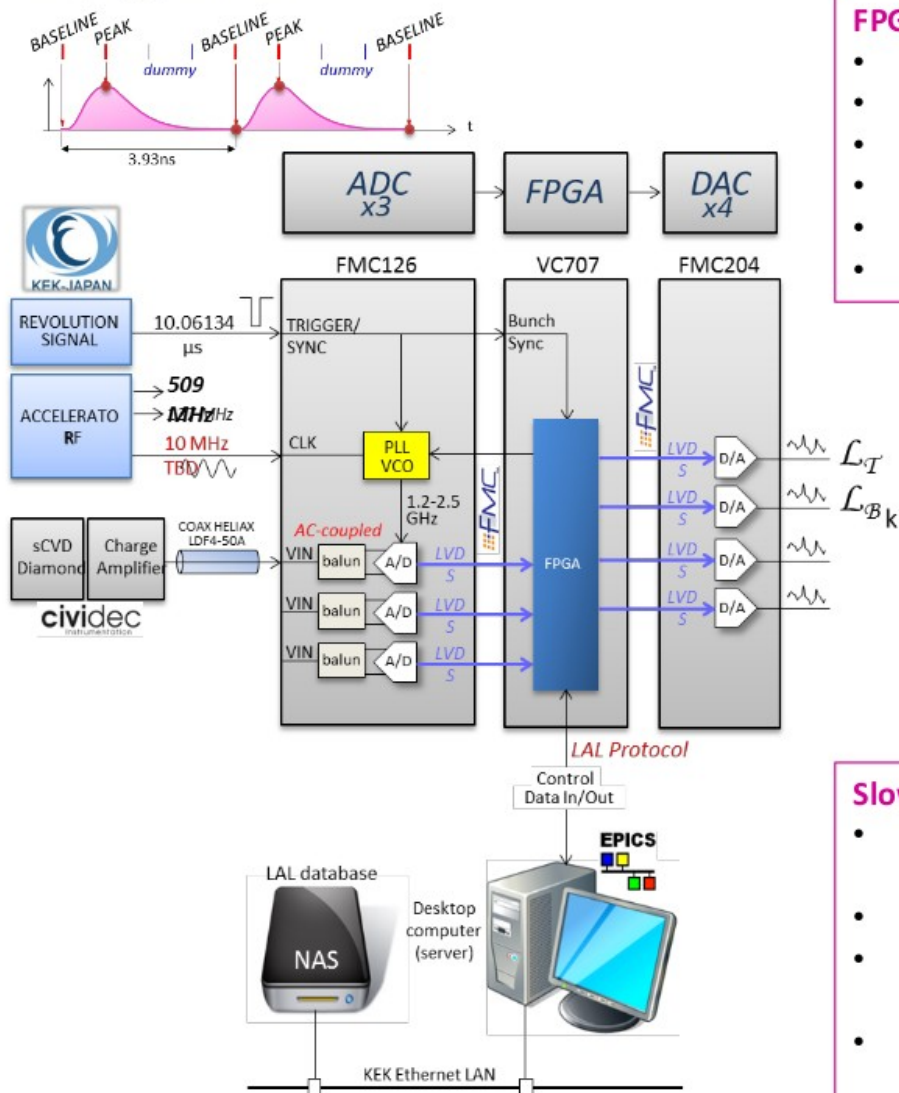 BASELINE PEAK BASELINE PEAK BASELINE
dummy dummy
t
3.93ns
FPG
ADC
x3
FPGA
DAC
x4
KEK-JAPAN
FMC126 VC707 FMC204
REVOLUTION
SIGNAL
10.06134
µs
TRIGGER/
SYNC
Bunch
Sync
ACCELERATO
RF
509
MHz
10 MHz
TBD
CLK
PLL
VCO
1.2-2.5
GHz
FMC
FMC
sCVD
Diamond
Charge
Amplifier
COAX HELIAX
LDF4-50A
cividec
Instrumentation
AC-coupled
VIN balun A/D LVD
S
VIN balun A/D LVD
S
VIN balun A/D LVD
S
FPGA
LVD
S D/A ℒ𝒯
LVD
S D/A ℒℬk
LVD
S D/A
LVD
S D/A
LAL Protocol
Control
Data In/Out
Slov
EPICS
LAL database
NAS
Desktop
computer
(server)
KEK Ethernet LAN